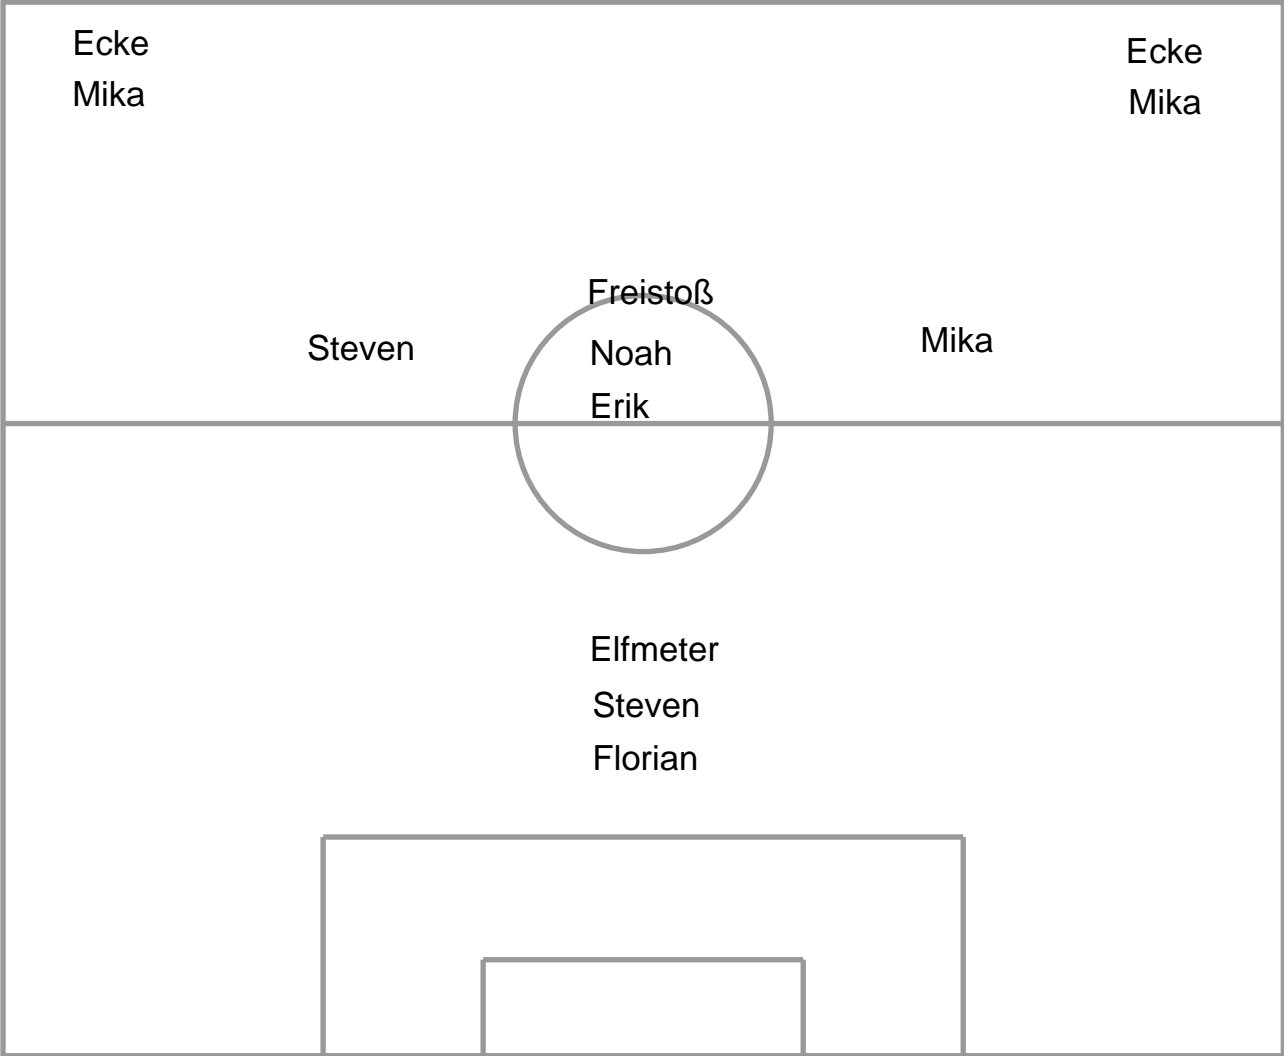 Ecke
Mika
Ecke
Mika
Freistoß
Steven
Noah
Mika
Erik
Elfmeter
Steven
Florian